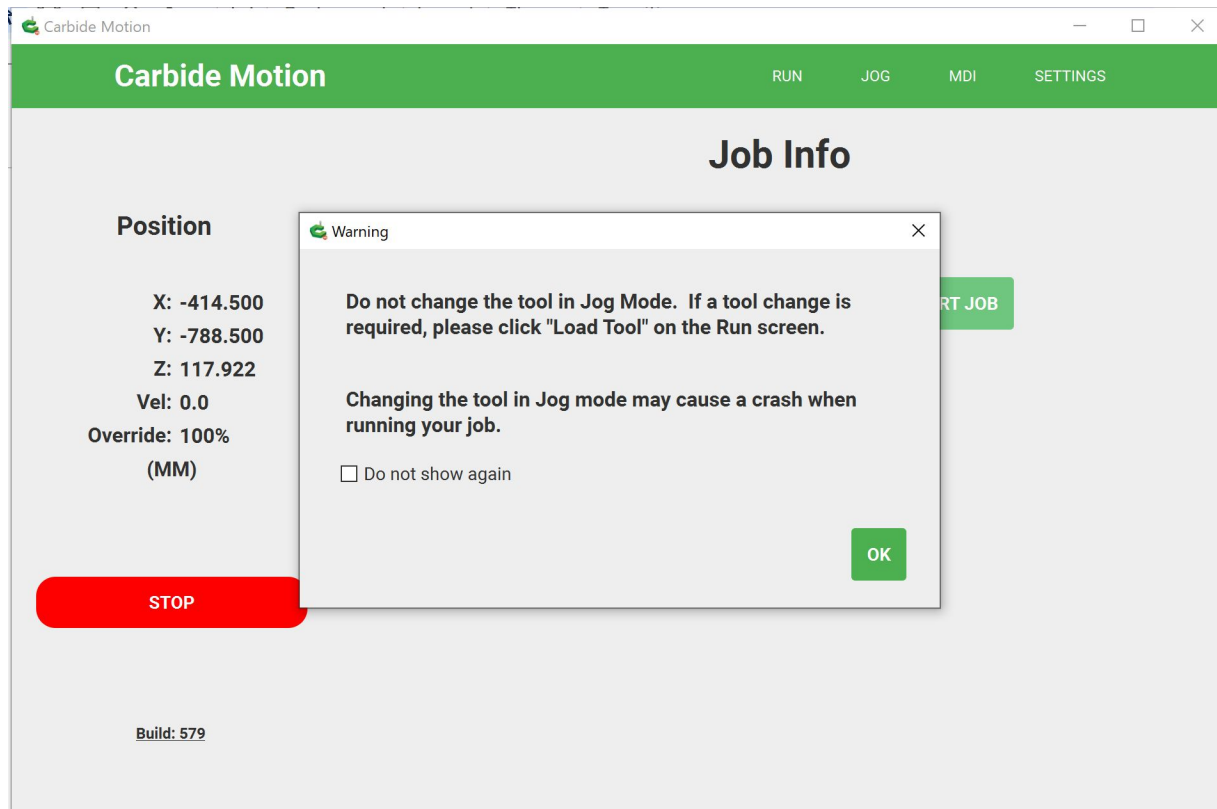 Carbide Motion
Carbide Motion
RUN JOG MDI SETTINGS
Job Info
Position
X: -414.500
Y: -788.500
Z: 117.922
Vel: 0.0
Override: 100%
(MM)
STOP
Build: 579
Warning
Do not change the tool in Jog Mode. If a tool change is
required, please click "Load Tool" on the Run screen.
Changing the tool in Jog mode may cause a crash when
running your job.
Do not show again
OK
RT JOB